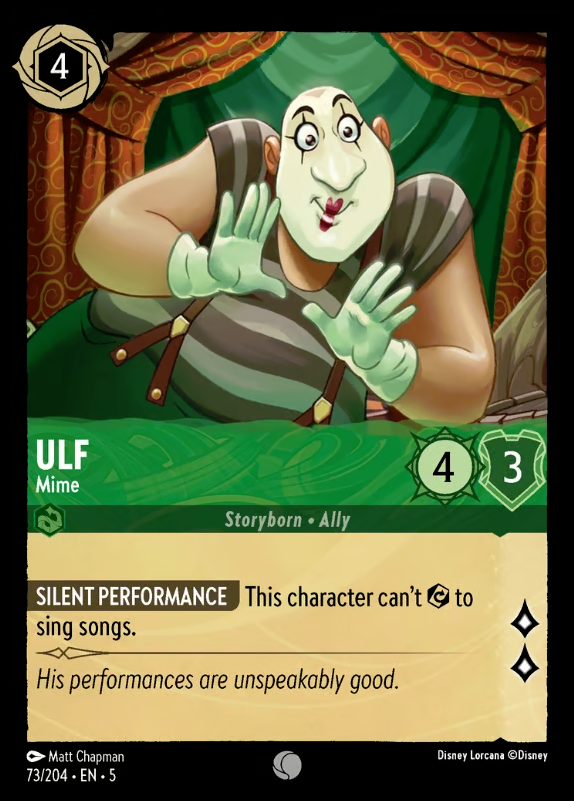 4
ULF
Mime
4
3
Storyborn • Ally
SILENT PERFORMANCE This character can't to
sing songs.
His performances are unspeakably good.
Matt Chapman
Disney Lorcana ©Disney
73/204 • EN • 5